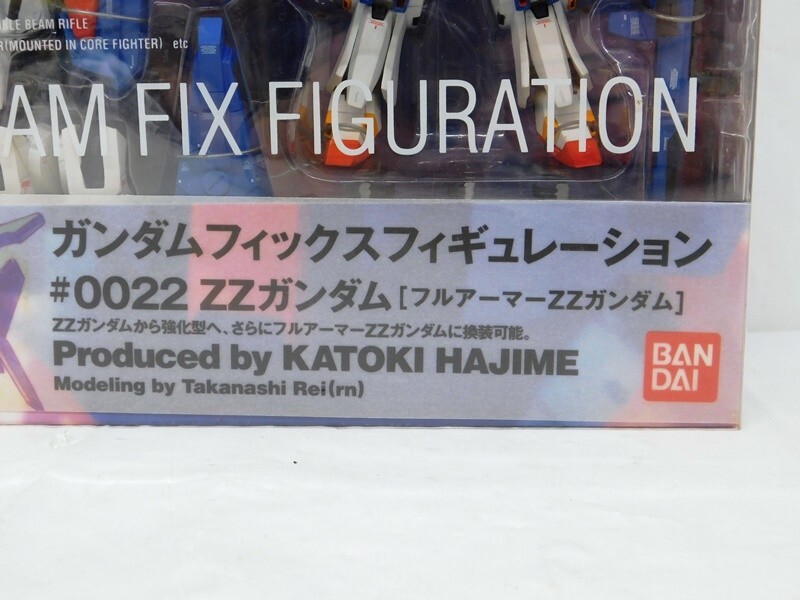 BLE BEAM RIFLE
R(MOUNTED IN CORE FIGHTER) etc
AM FIX FIGURATION
ガンダムフィックスフィギュレーション
#0022 ZZガンダム [フルアーマーZZガンダム]
ZZガンダムから強化型へ、さらにフルアーマーZZガンダムに換装可能。
Produced by KATOKI HAJIME
Modeling by Takanashi Rei(rn)
BAN
DAI